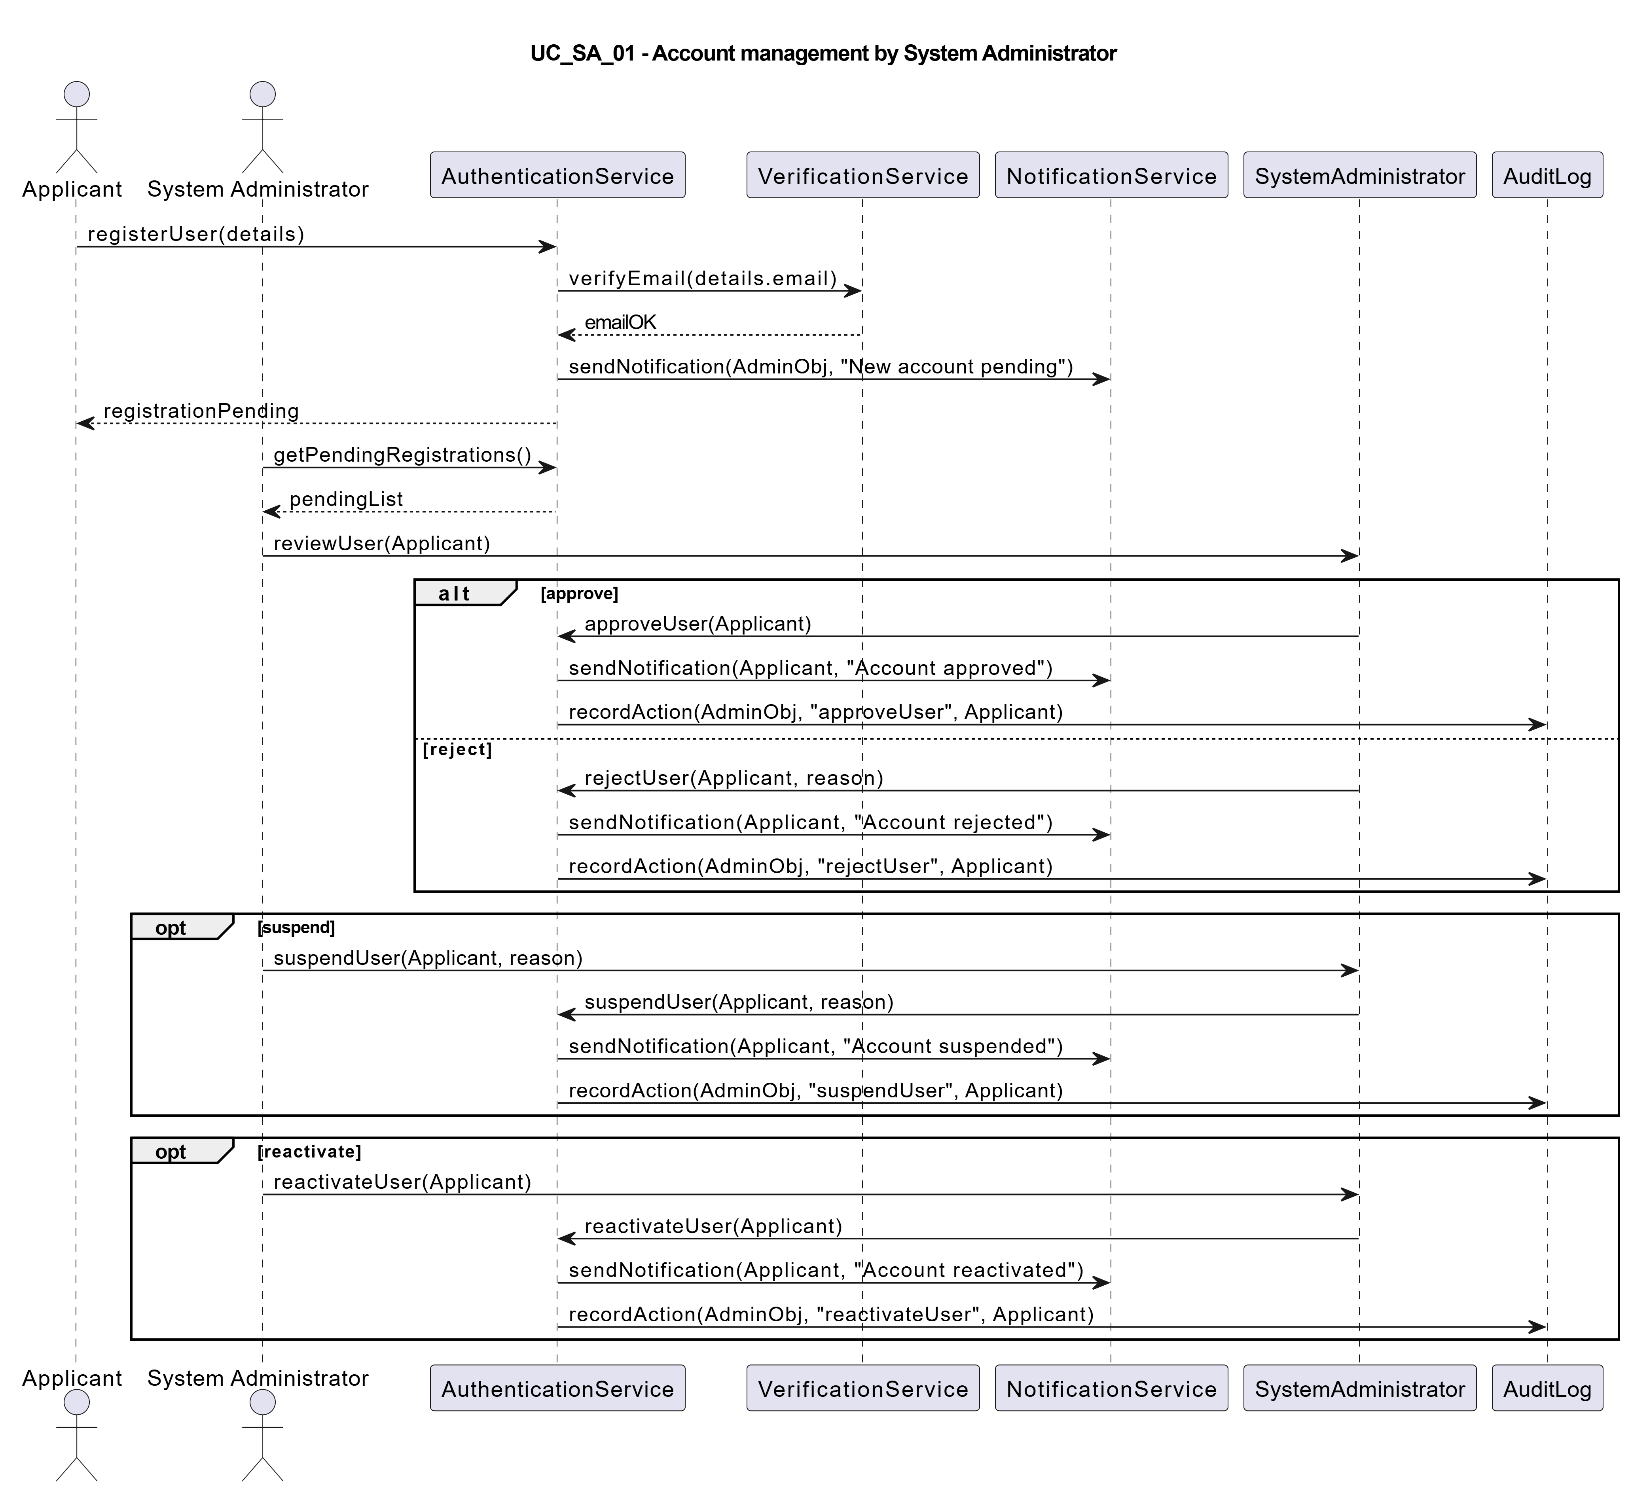 UC_SA_01 - Account management by System Administrator
Applicant
System Administrator
AuthenticationService
VerificationService
NotificationService
SystemAdministrator
AuditLog
registerUser(details)
verifyEmail(details.email)
emailOK
sendNotification(AdminObj, "New account pending")
registrationPending
getPendingRegistrations()
pendingList
reviewUser(Applicant)
alt
[approve]
approveUser(Applicant)
sendNotification(Applicant, "Account approved")
recordAction(AdminObj, "approveUser", Applicant)
[reject]
rejectUser(Applicant, reason)
sendNotification(Applicant, "Account rejected")
recordAction(AdminObj, "rejectUser", Applicant)
opt
[suspend]
suspendUser(Applicant, reason)
suspendUser(Applicant, reason)
sendNotification(Applicant, "Account suspended")
recordAction(AdminObj, "suspendUser", Applicant)
opt
[reactivate]
reactivateUser(Applicant)
reactivateUser(Applicant)
sendNotification(Applicant, "Account reactivated")
recordAction(AdminObj, "reactivateUser", Applicant)
Applicant
System Administrator
AuthenticationService
VerificationService
NotificationService
SystemAdministrator
AuditLog